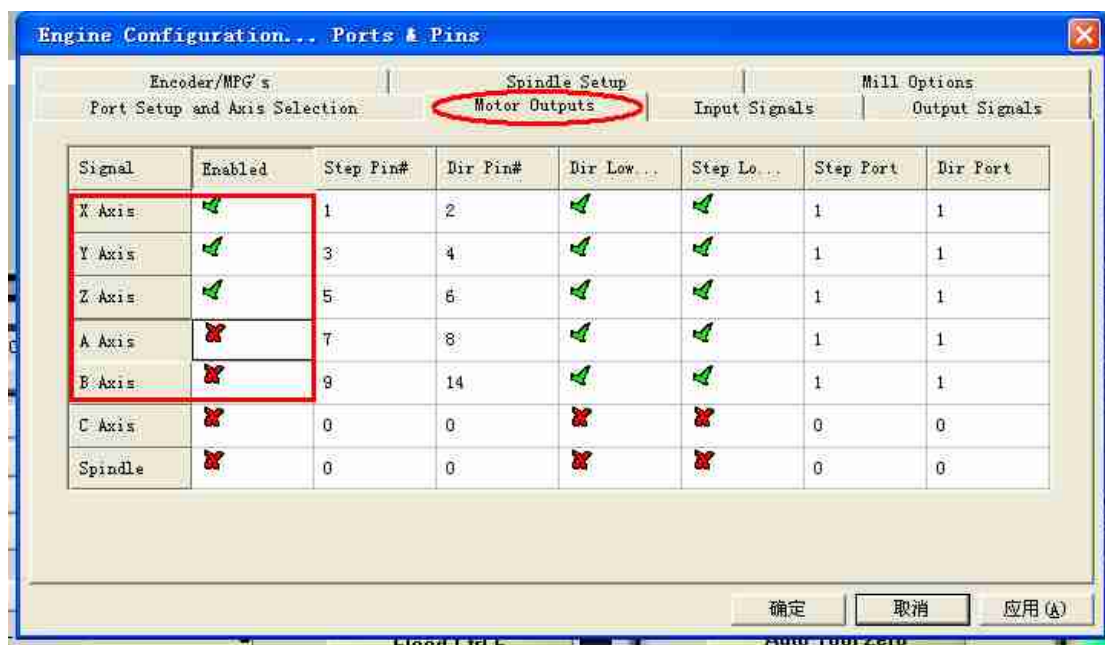 Engine Configuration... Ports & Pins
Encoder/MPG's Spindle Setup Mill Options
Port Setup and Axis Selection Motor Outputs Input Signals Output Signals
Signal Enabled Step Pin# Dir Pin# Dir Low... Step Lo... Step Port Dir Port
X Axis 1 2 1 1
Y Axis 3 4 1 1
Z Axis 5 6 1 1
A Axis 7 8 1 1
B Axis 9 14 1 1
C Axis 0 0 0 0
Spindle 0 0 0 0
确定 取消 应用(A)